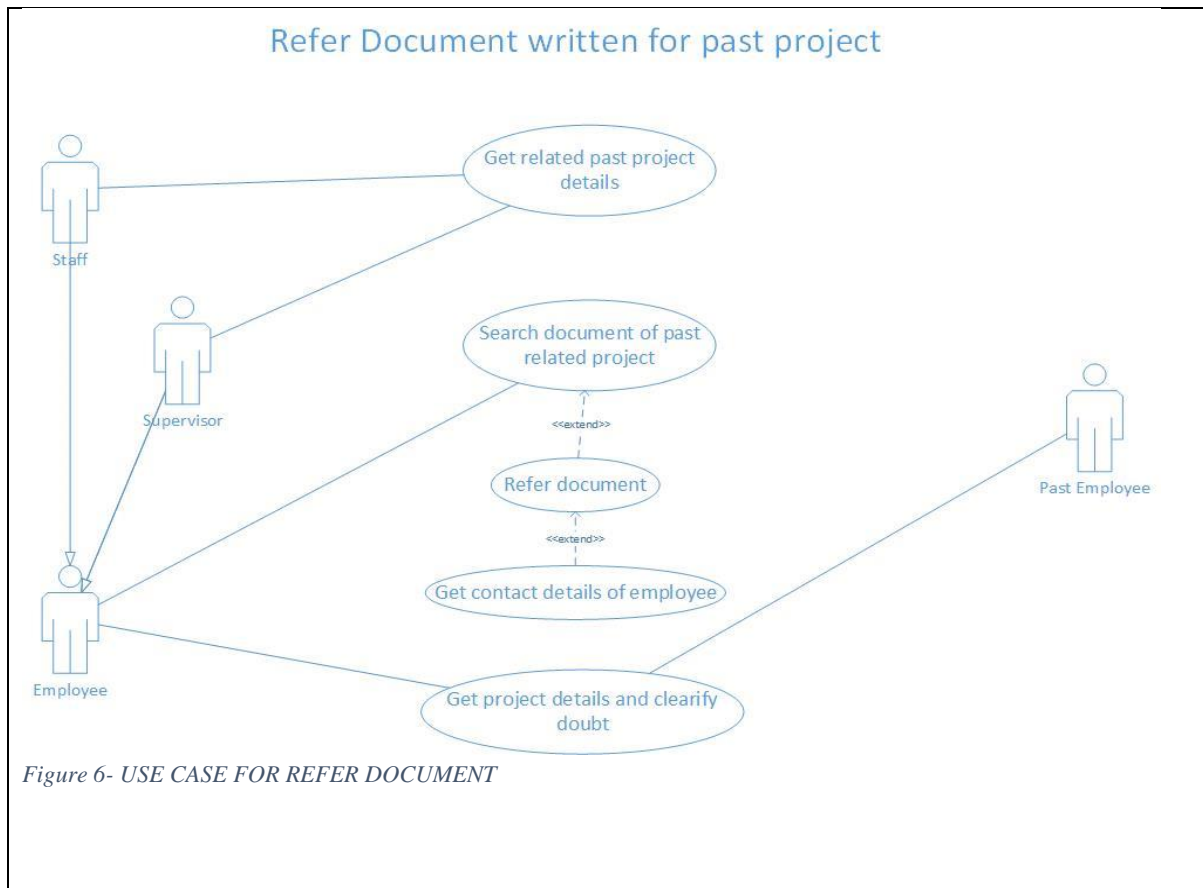 Refer Document written for past project
Get related past project
details
Staff
Search document of past
related project
Supervisor
<<extend>>
Refer document
Past Employee
<<extend>>
Get contact details of employee
Employee
Get project details and clearify
doubt
Figure 6- USE CASE FOR REFER DOCUMENT